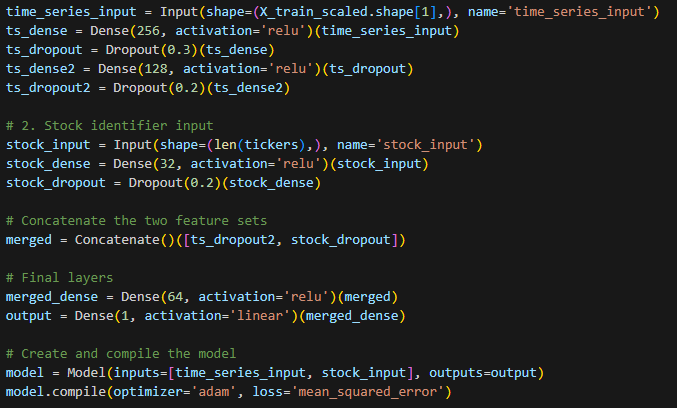 time_series_input = Input(shape=(X_train_scaled.shape[1],), name='time_series_input')
ts_dense = Dense(256, activation='relu')(time_series_input)
ts_dropout = Dropout(0.3)(ts_dense)
ts_dense2 = Dense(128, activation='relu')(ts_dropout)
ts_dropout2 = Dropout(0.2)(ts_dense2)
# 2. Stock identifier input
stock_input = Input(shape=(len(tickers),), name='stock_input')
stock_dense = Dense(32, activation='relu')(stock_input)
stock_dropout = Dropout(0.2)(stock_dense)
# Concatenate the two feature sets
merged = Concatenate()([ts_dropout2, stock_dropout])
# Final layers
merged_dense = Dense(64, activation='relu')(merged)
output = Dense(1, activation='linear')(merged_dense)
# Create and compile the model
model = Model(inputs=[time_series_input, stock_input], outputs=output)
model.compile(optimizer='adam', loss='mean_squared_error')